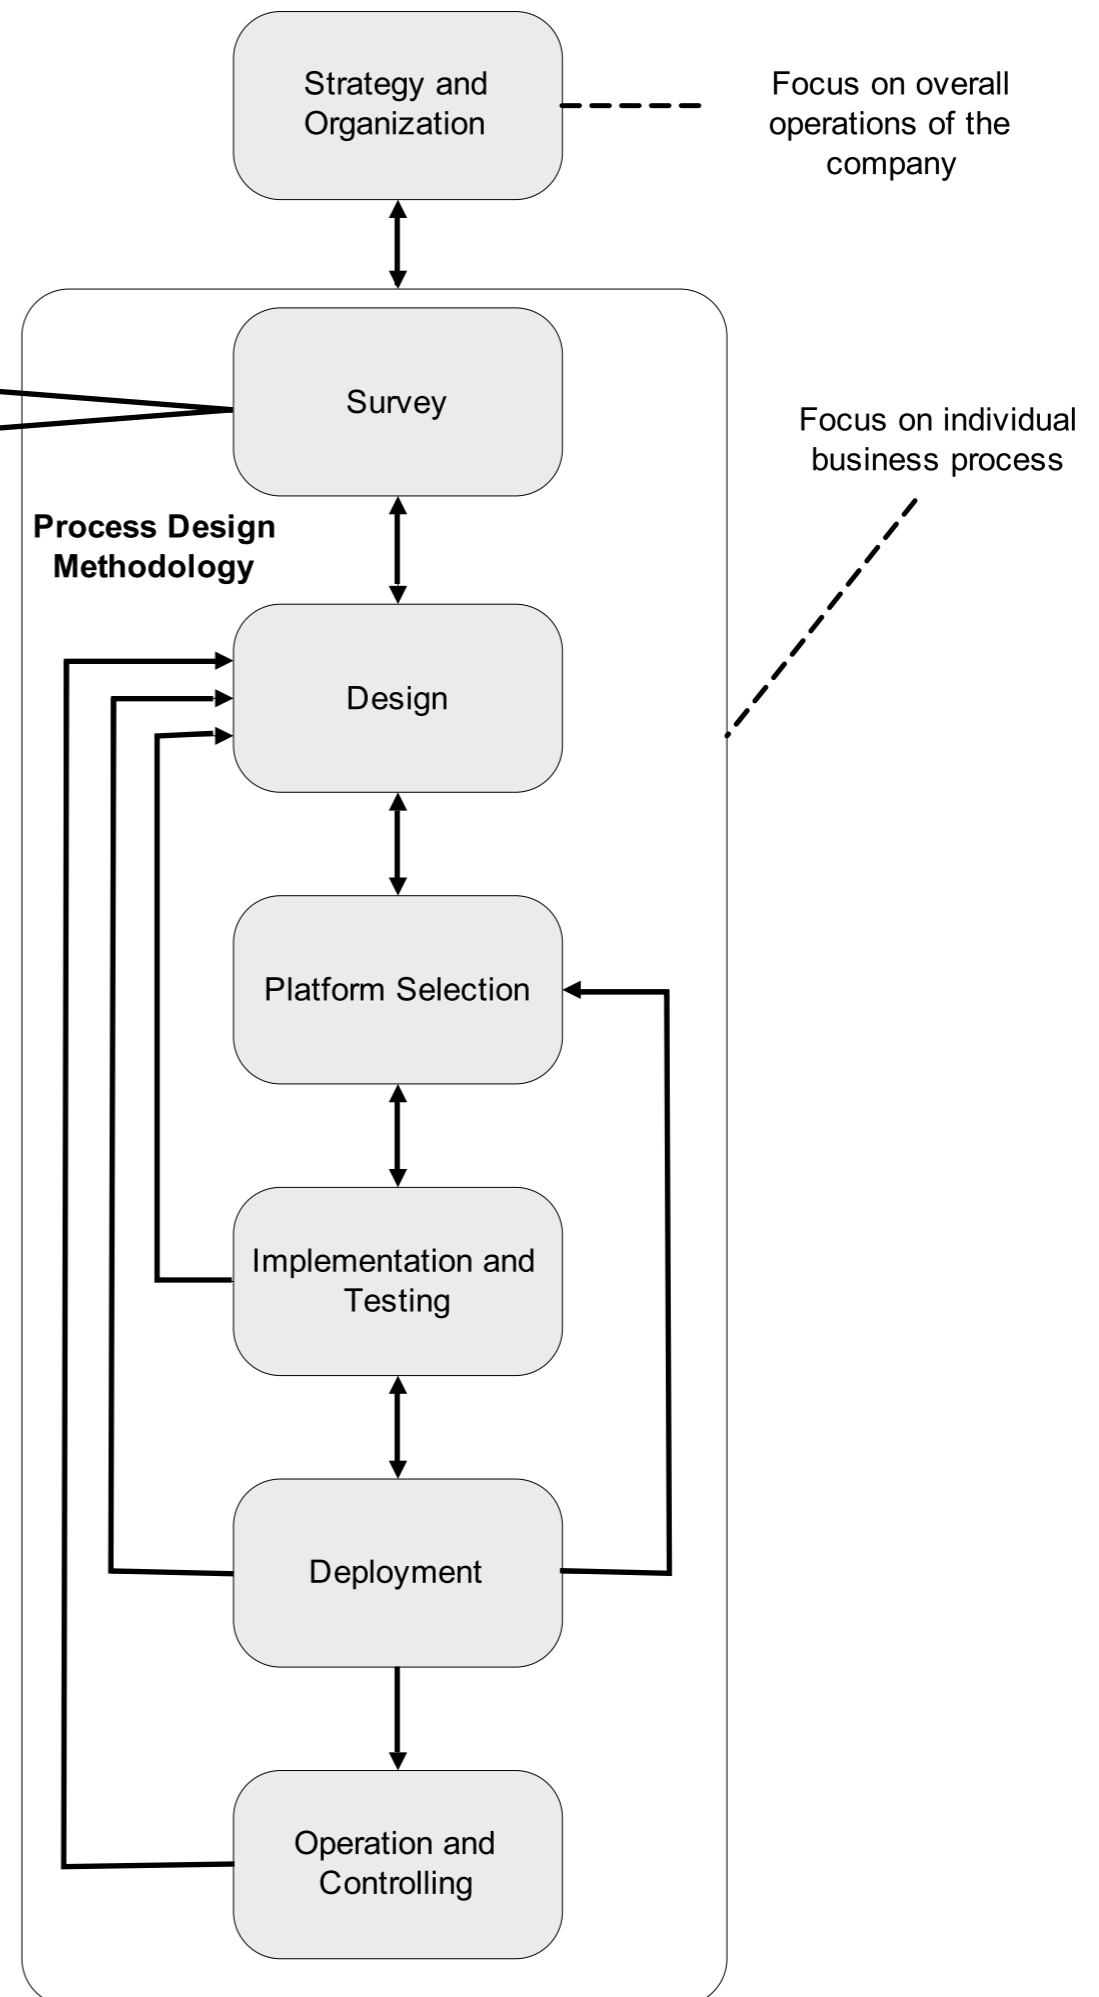 Strategy and
Organization
Focus on overall
operations of the
company
Survey
Focus on individual
business process
Process Design
Methodology
Design
Platform Selection
Implementation and
Testing
Deployment
Operation and
Controlling